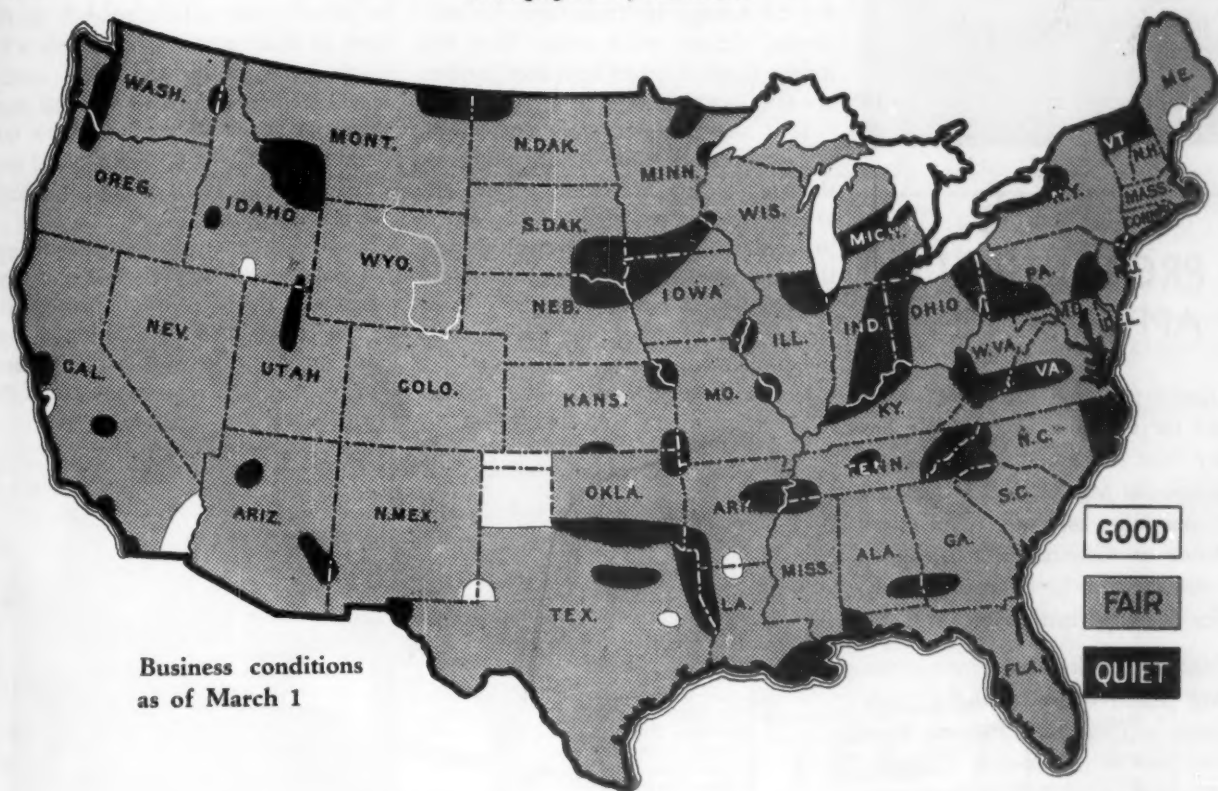 WASH.
MONT.
N.DAK.
MINN.
ME.
VT
N.H.
OREG.
IDAHO
S.DAK.
WIS.
MICH.
N.Y.
MASS.
CONN.
WYO.
NEB.
IOWA
PA.
N.J.
NEV.
UTAH
COLO.
KANS.
MO.
ILL.
IND.
OHIO
MD.
DEL.
W.VA.
VA.
CAL.
KY.
ARIZ.
N.MEX.
OKLA.
TENN.
N.C.
S.C.
TEX.
LA.
MISS.
ALA.
GA.
FLA.
GOOD
FAIR
QUIET
Business conditions
as of March 1